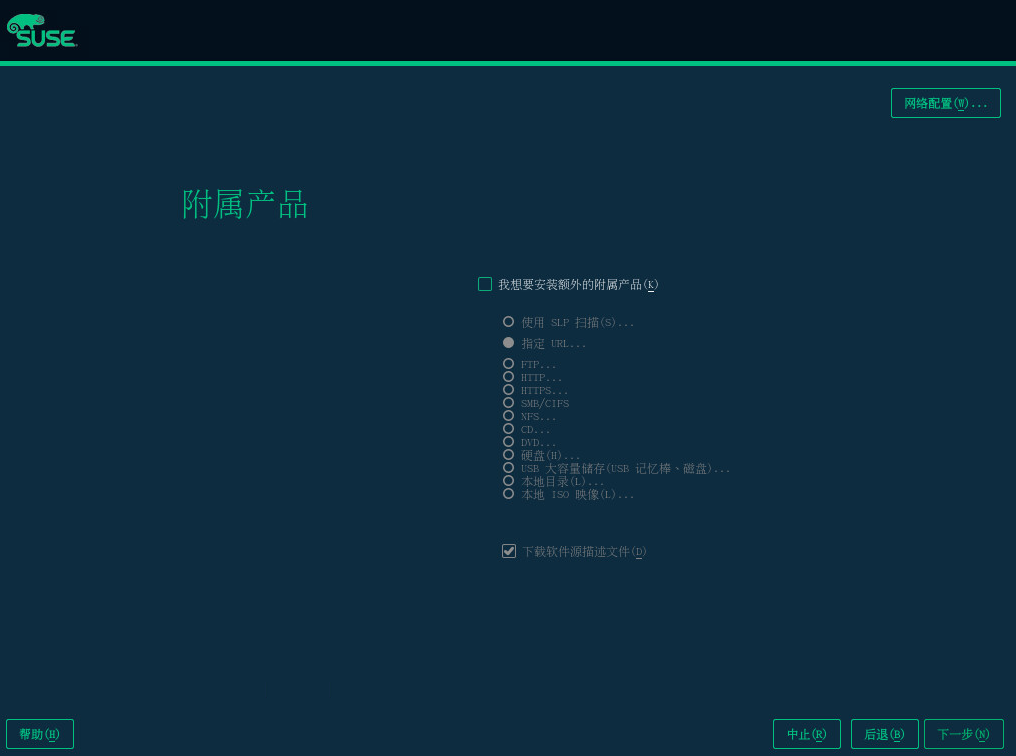 SUSE
网络配置(W)...
附属产品
我想要安装额外的附属产品(K)
使用 SLP 扫描(S)...
指定 URL...
FTP...
HTTP...
HTTPS...
SMB/CIFS
NFS...
CD...
DVD...
硬盘(H)...
USB 大容量储存(USB 记忆棒、磁盘)...
本地目录(L)...
本地 ISO 映像(L)...
下载软件源描述文件(D)
帮助(H)
中止(R)
后退(B)
下一步(N)